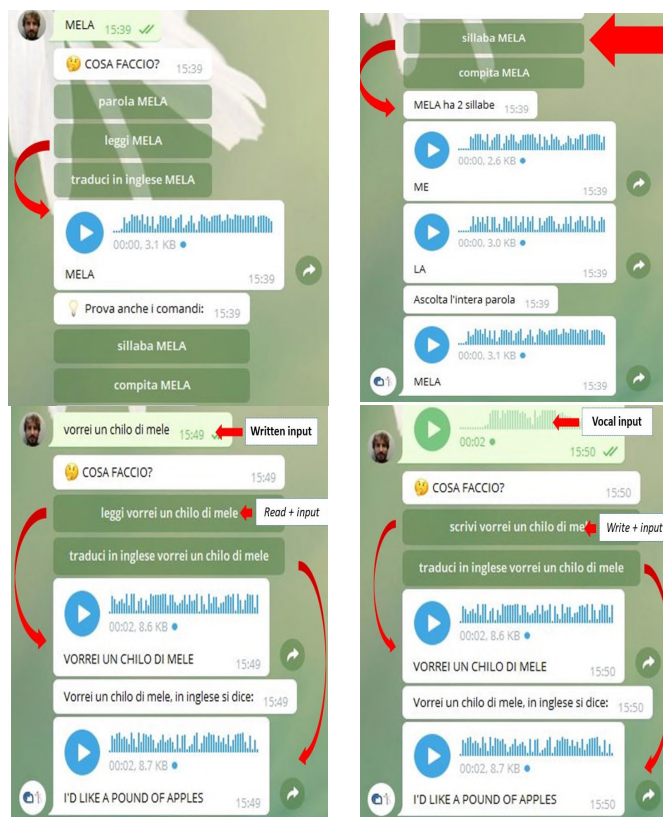 MELA 15:39
🤔 COSA FACCIO? 15:39
parola MELA
leggi MELA
traduci in inglese MELA
00:00, 3.1 KB
MELA 15:39
💡 Prova anche i comandi: 15:39
sillaba MELA
compita MELA
sillaba MELA
compita MELA
MELA ha 2 sillabe 15:39
00:00, 2.6 KB
ME 15:39
00:00, 3.0 KB
LA 15:39
Ascolta l'intera parola 15:39
00:00, 3.1 KB
MELA 15:39
vorrei un chilo di mele 15:49 Written input
🤔 COSA FACCIO? 15:49
leggi vorrei un chilo di mele Read + input
traduci in inglese vorrei un chilo di mele
00:02, 8.6 KB
VORREI UN CHILO DI MELE 15:49
Vorrei un chilo di mele, in inglese si dice: 15:49
00:02, 8.7 KB
I'D LIKE A POUND OF APPLES 15:49
Vocal input
00:02
15:50
🤔 COSA FACCIO? 15:50
scrivi vorrei un chilo di Write + input
traduci in inglese vorrei un chilo di mele
00:02, 8.6 KB
VORREI UN CHILO DI MELE 15:50
Vorrei un chilo di mele, in inglese si dice: 15:50
00:02, 8.7 KB
I'D LIKE A POUND OF APPLES 15:50